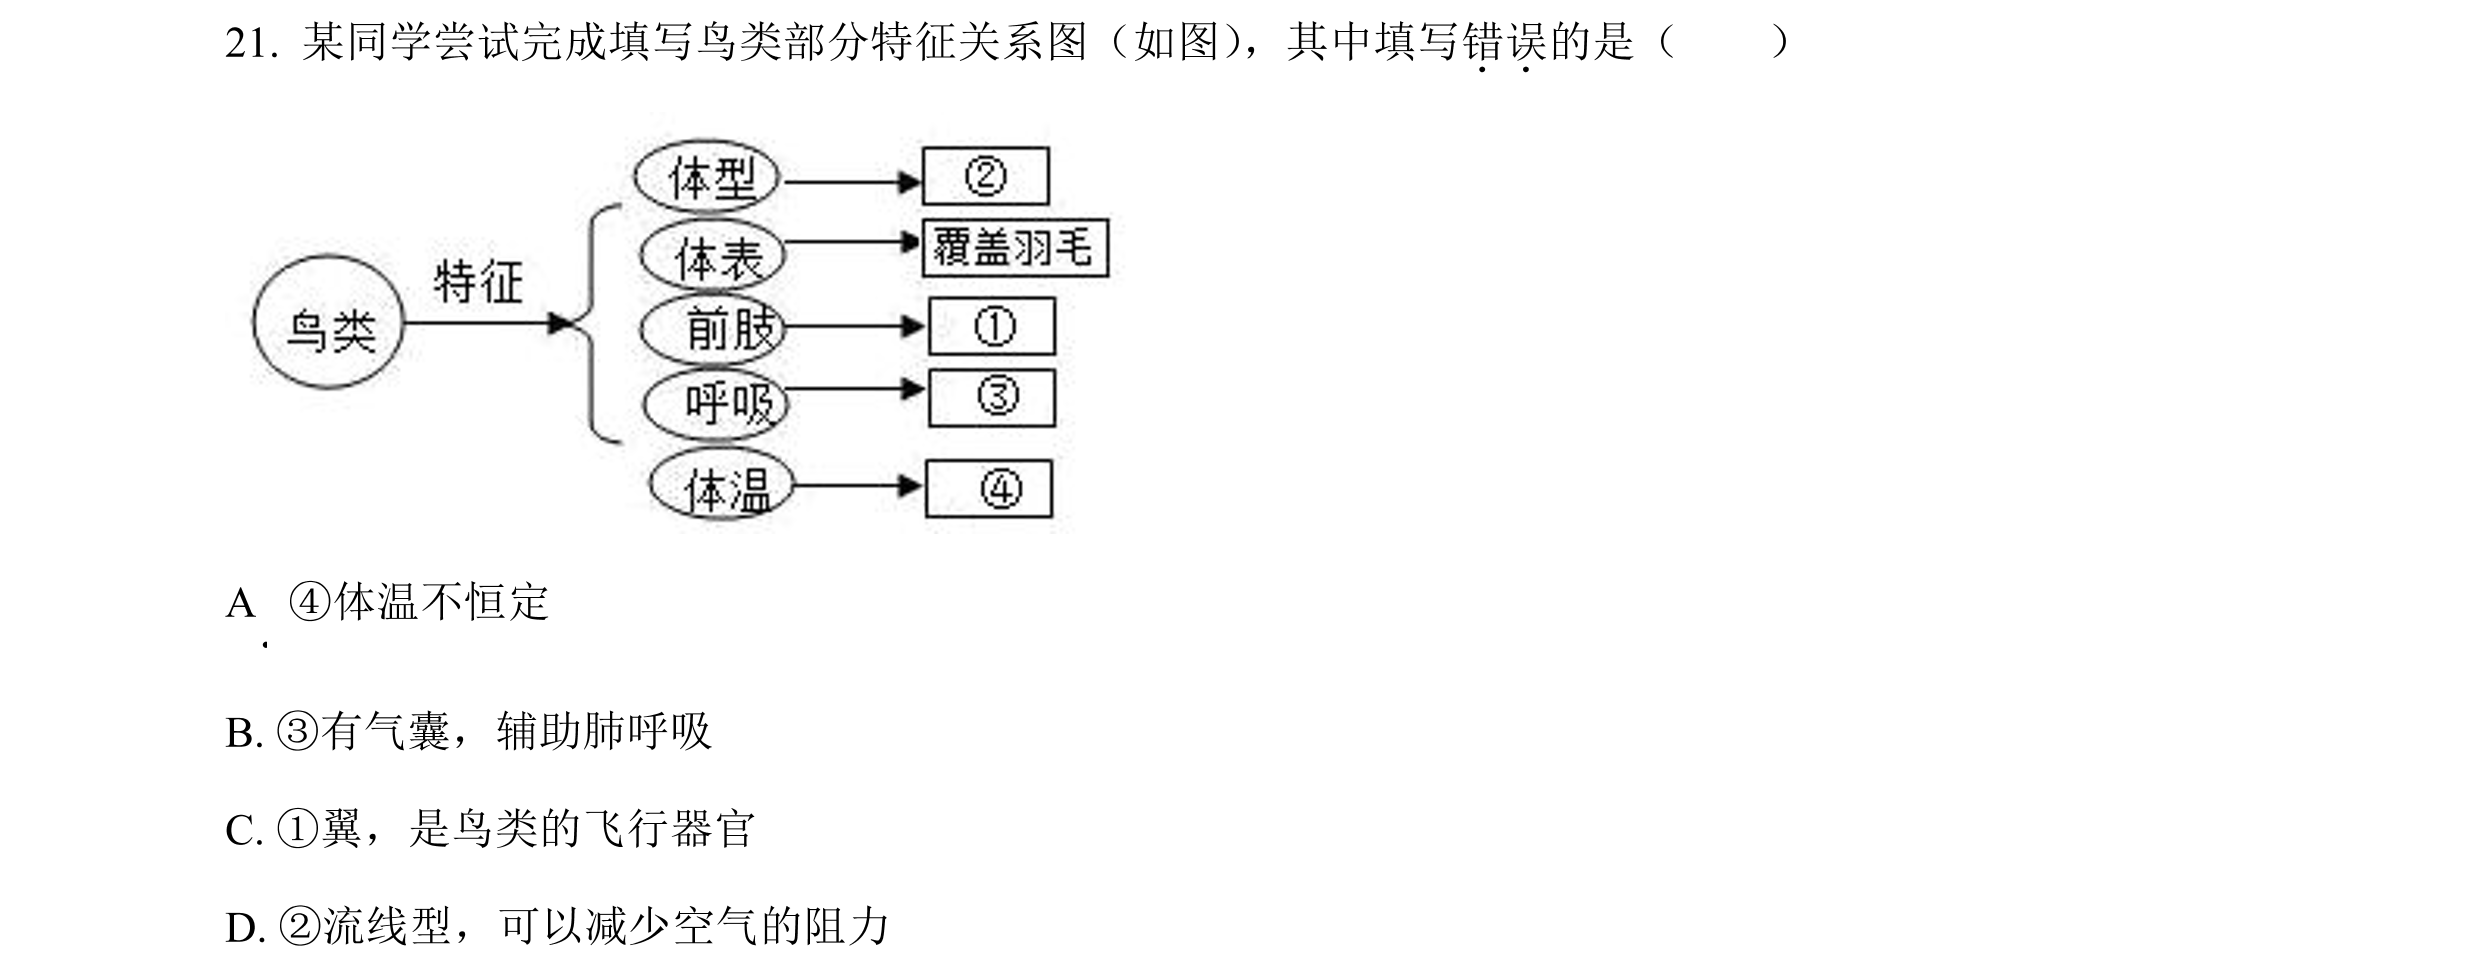 21. 某同学尝试完成填写鸟类部分特征关系图（如图），其中填写错误的是（　　）
体型
②
体表
覆盖羽毛
鸟类
特征
前肢
①
呼吸
③
体温
④
A. ④体温不恒定
B. ③有气囊，辅助肺呼吸
C. ①翼，是鸟类的飞行器官
D. ②流线型，可以减少空气的阻力